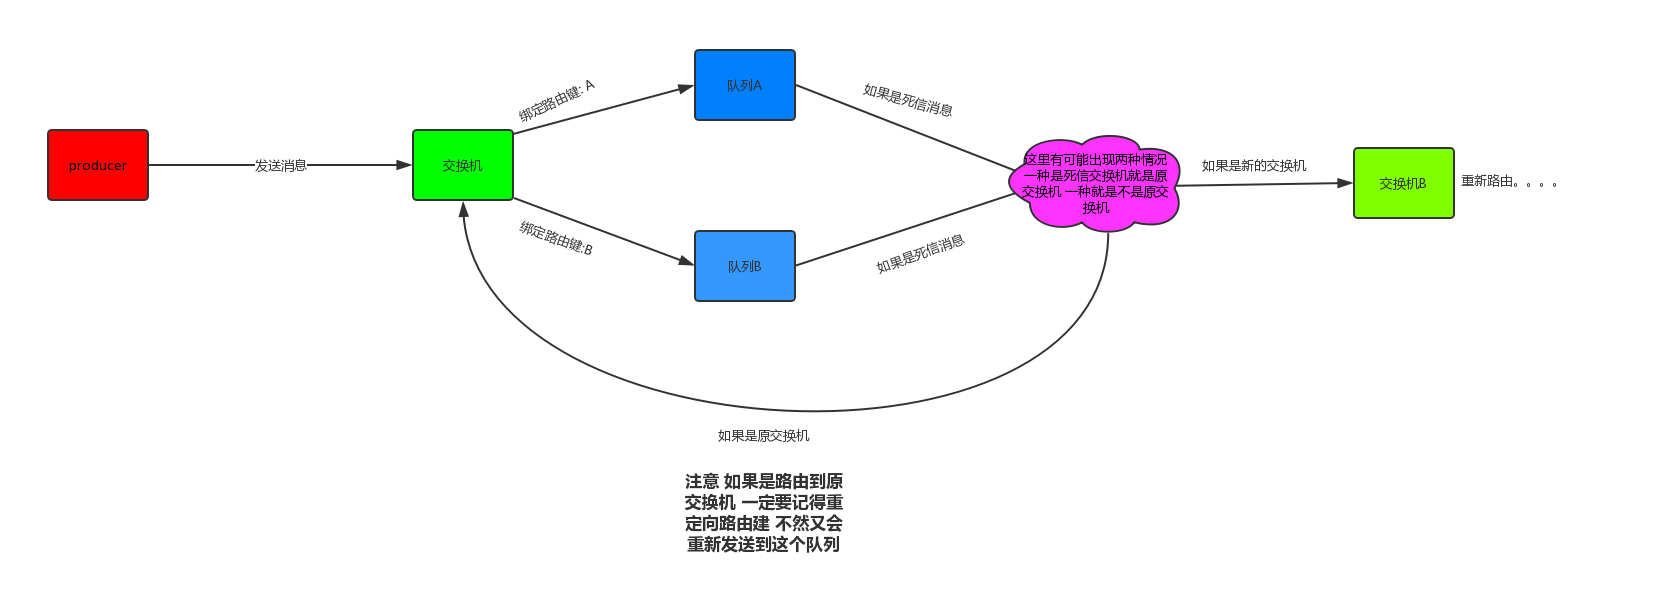 producer
发送消息
交换机
绑定路由键: A
绑定路由键:B
队列A
队列B
如果是死信消息
如果是死信消息
这里有可能出现两种情况
一种是死信交换机就是原
交换机 一种就是不是原交
换机
如果是新的交换机
交换机B
重新路由。。。。
如果是原交换机
注意 如果是路由到原
交换机 一定要记得重
定向路由建 不然又会
重新发送到这个队列